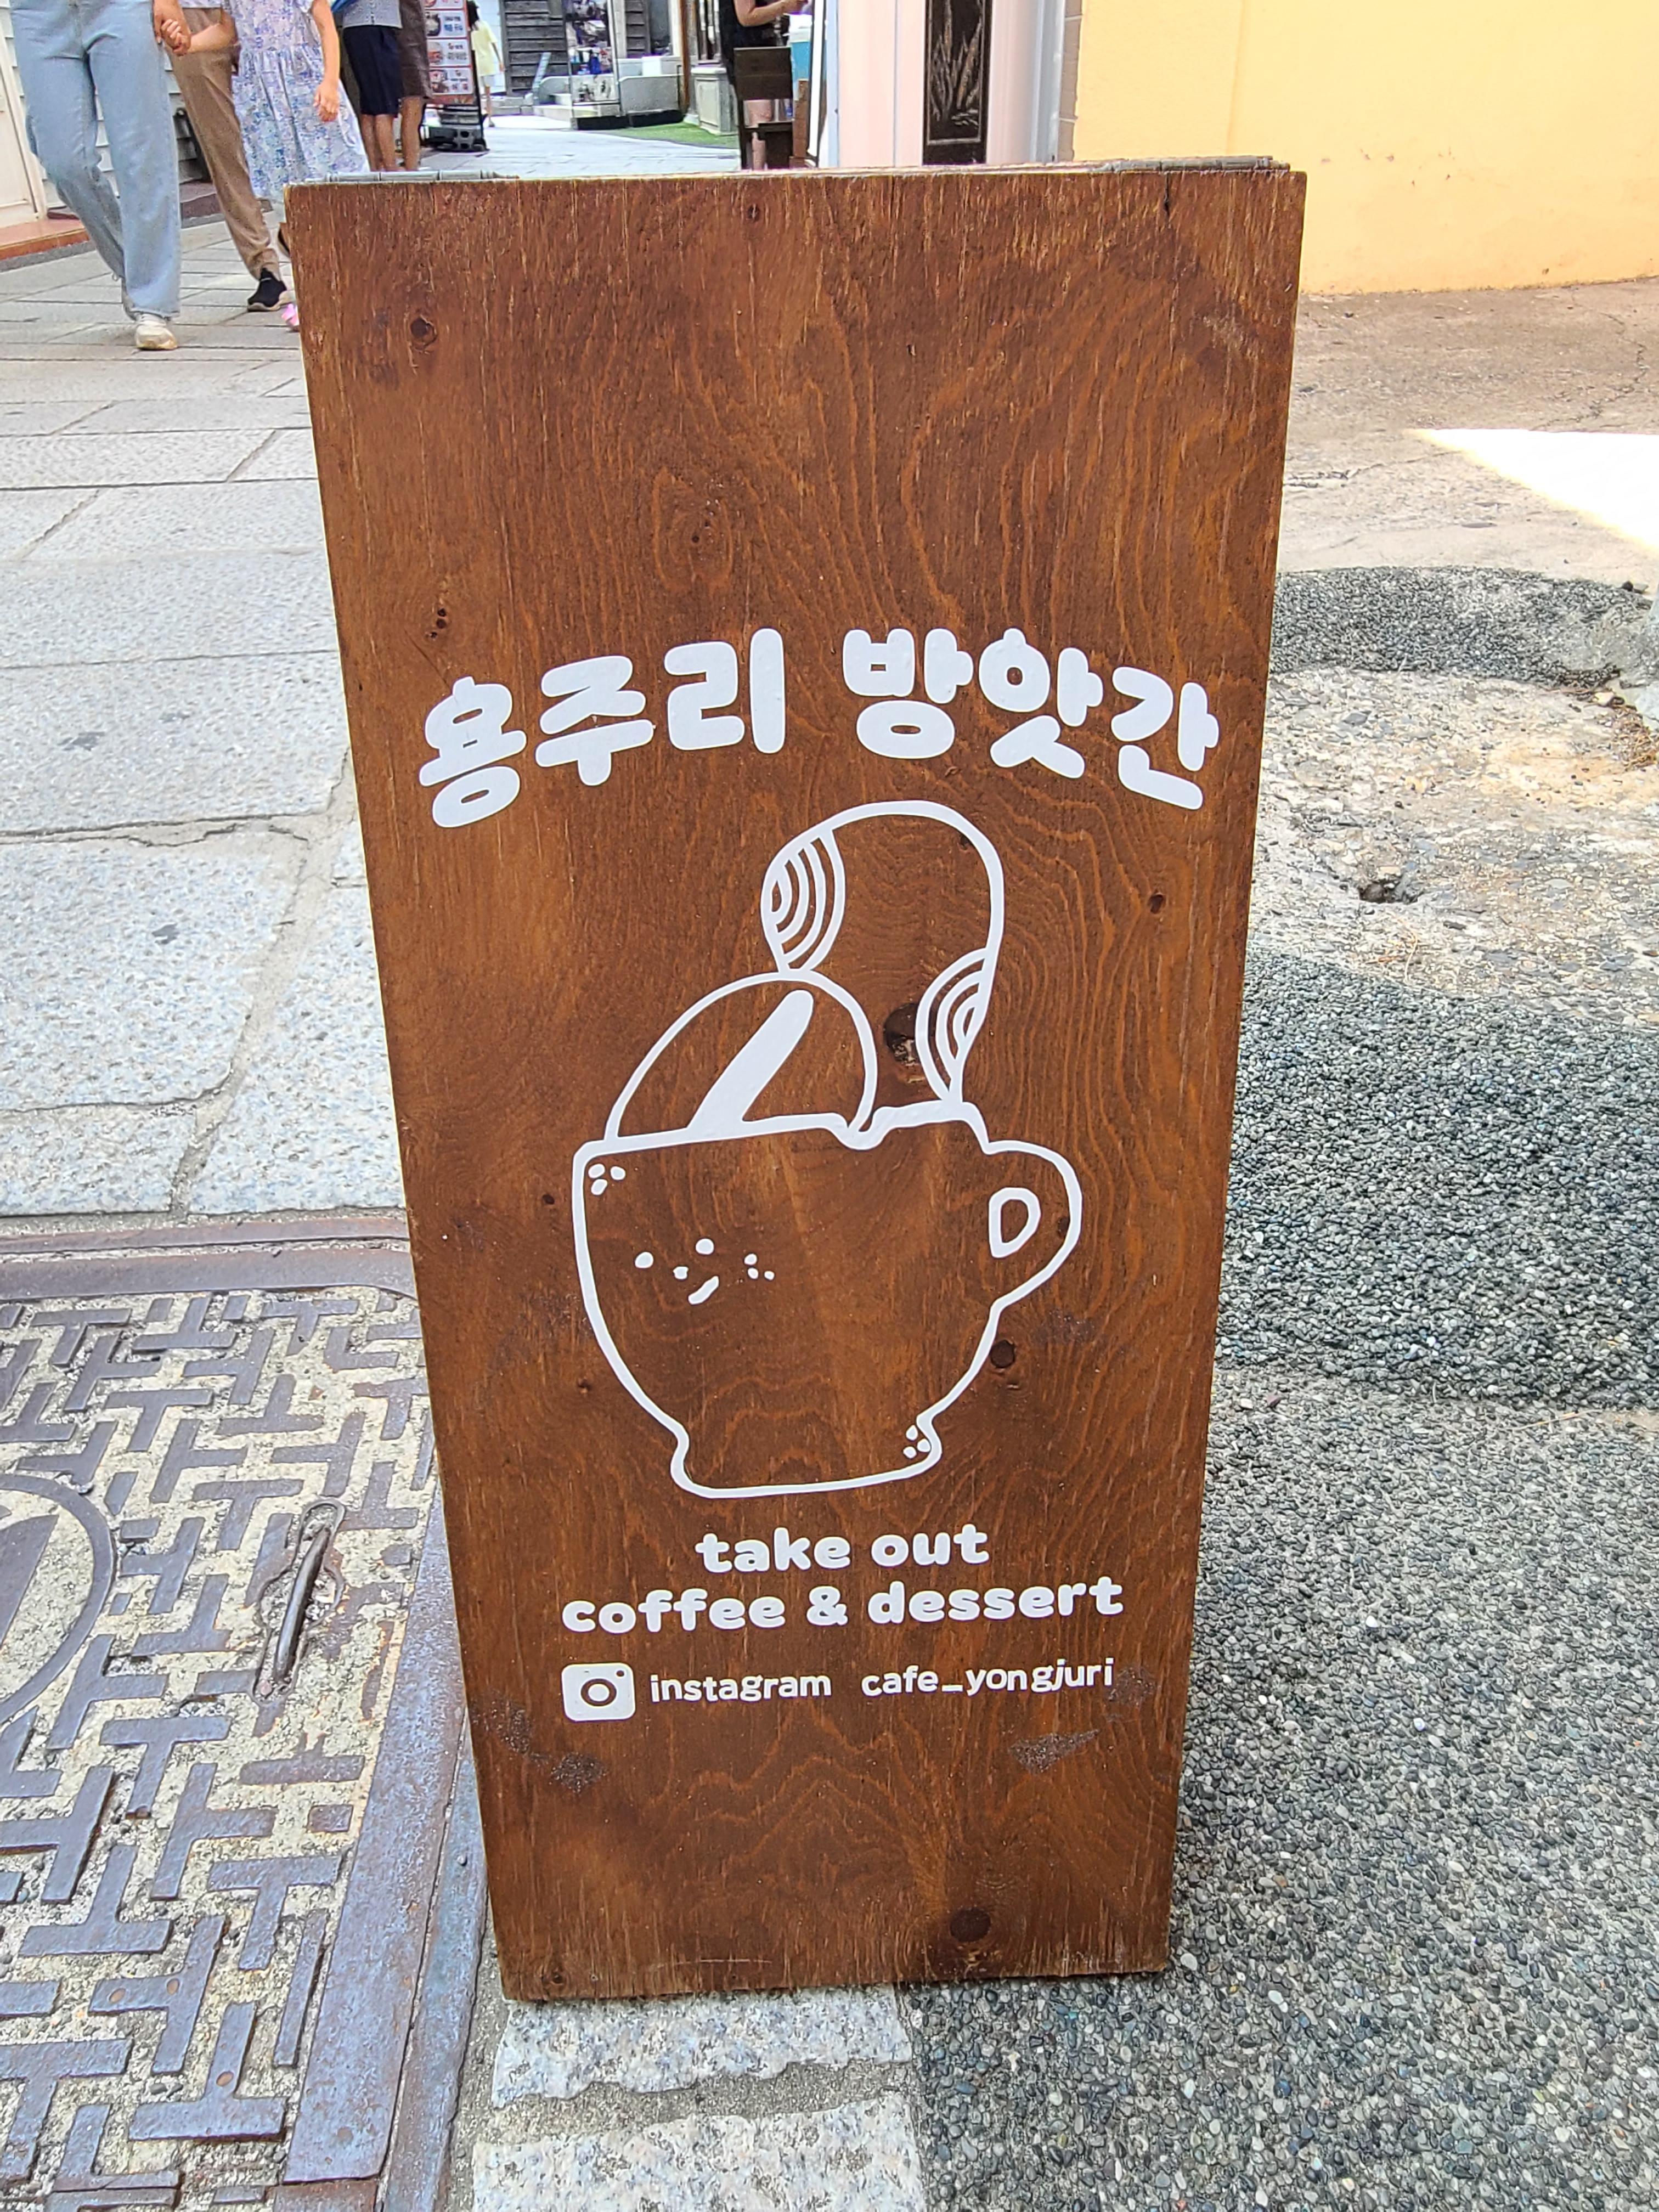 용주리 방앗간
take out
coffee & dessert
instagram cafe_yongjuri